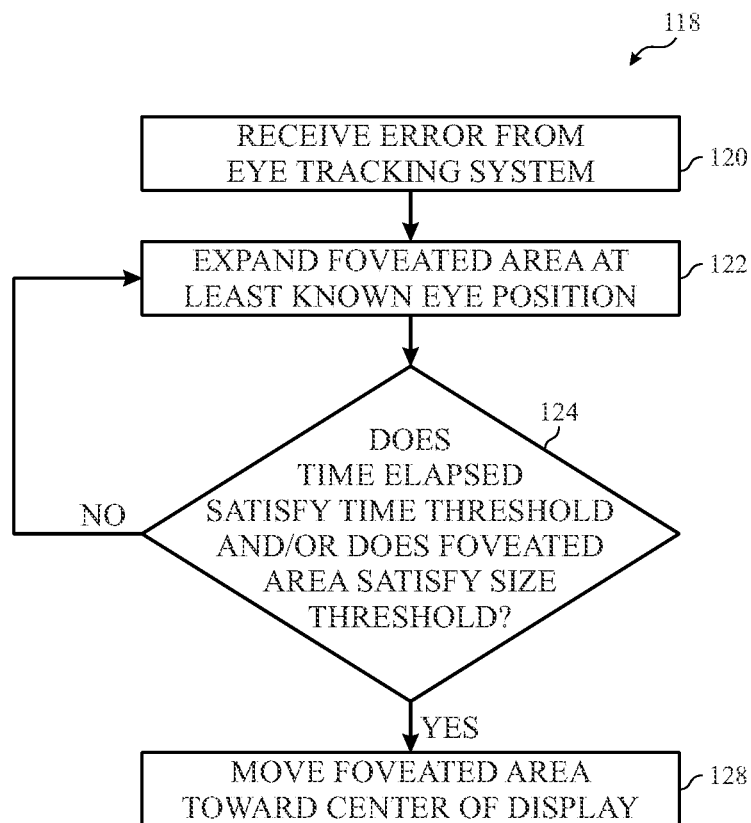 118
RECEIVE ERROR FROM
EYE TRACKING SYSTEM
120
EXPAND FOVEATED AREA AT
LEAST KNOWN EYE POSITION
122
124
DOES
TIME ELAPSED
SATISFY TIME THRESHOLD
AND/OR DOES FOVEATED
AREA SATISFY SIZE
THRESHOLD?
NO
YES
MOVE FOVEATED AREA
TOWARD CENTER OF DISPLAY
128